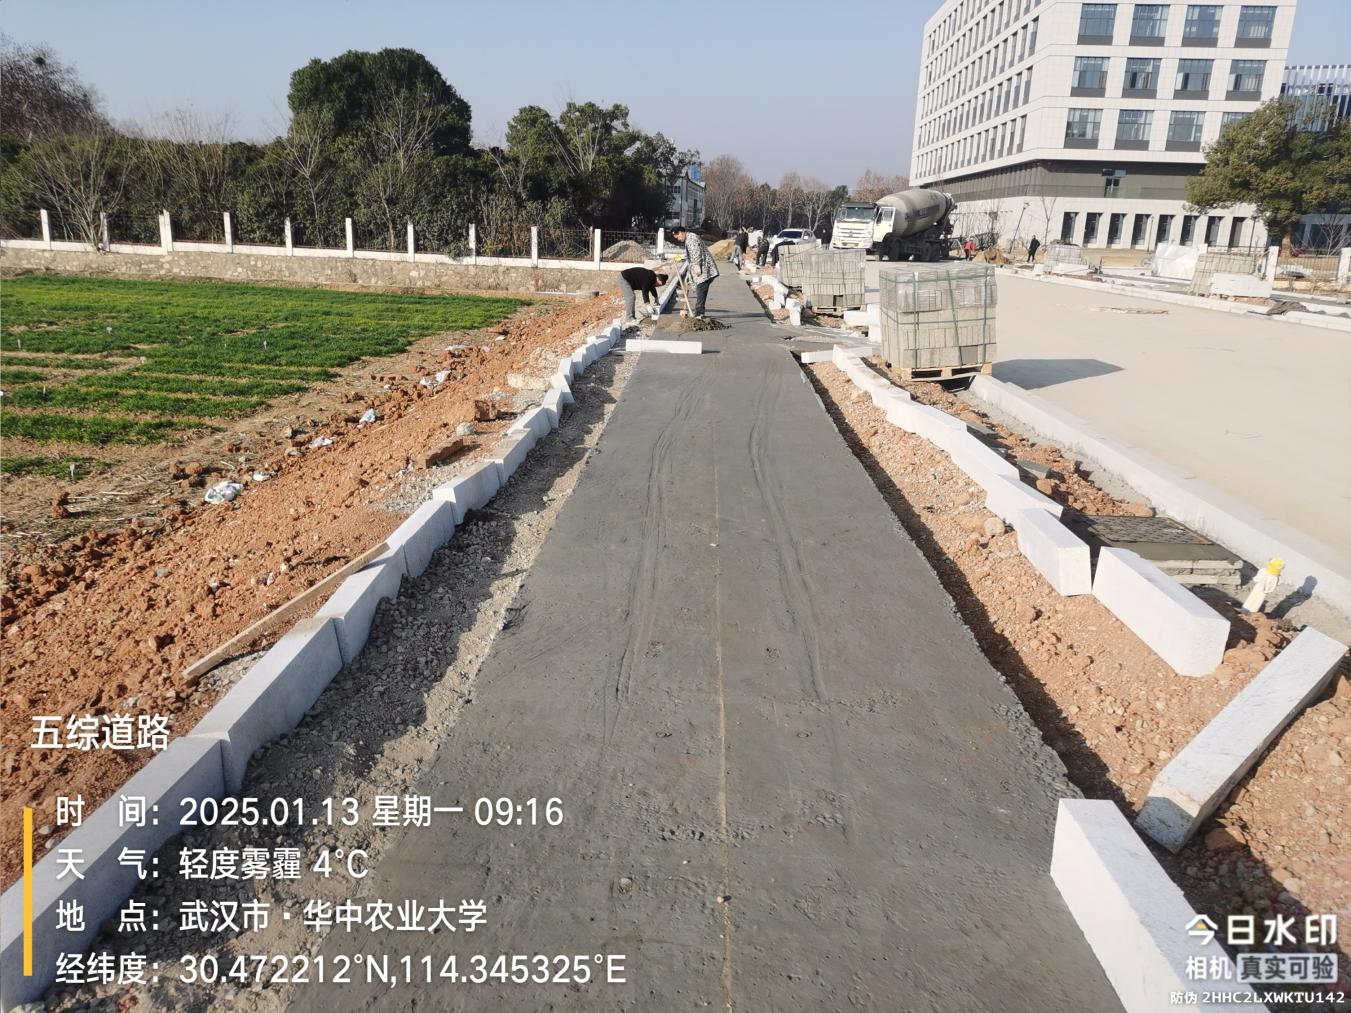 五综道路
时 间：2025.01.13 星期一 09:16
天 气：轻度雾霾 4℃
地 点：武汉市·华中农业大学
经纬度：30.472212°N,114.345325°E
今日水印
相机 真实可验
防伪 2HHC2LXWKTU142